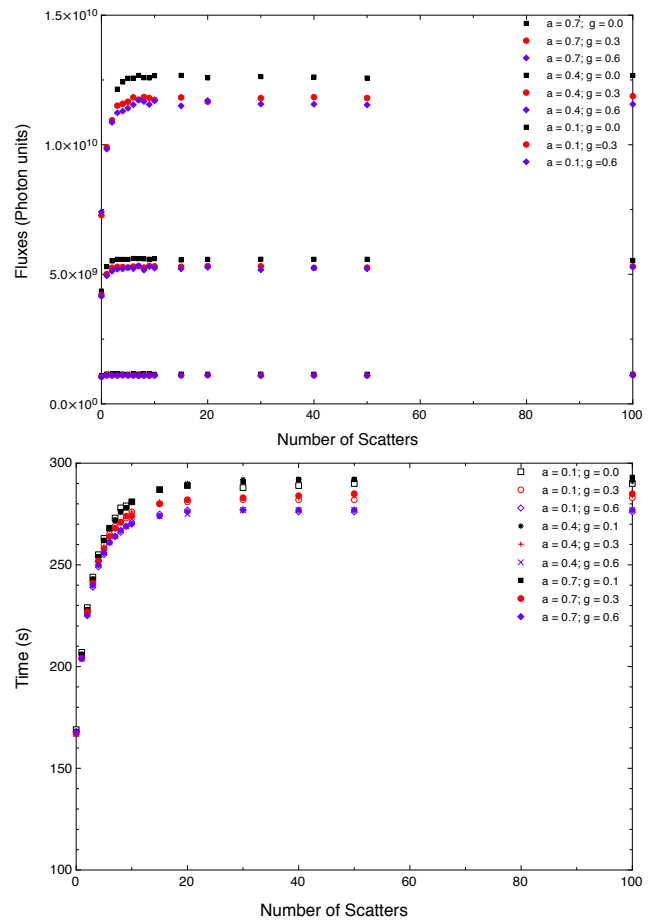 1.5×10¹⁰
1.0×10¹⁰
5.0×10⁹
0.0×10⁰
Fluxes (Photon units)
a = 0.7; g = 0.0
a = 0.7; g = 0.3
a = 0.7; g = 0.6
a = 0.4; g = 0.0
a = 0.4; g = 0.3
a = 0.4; g = 0.6
a = 0.1; g = 0.0
a = 0.1; g =0.3
a = 0.1; g =0.6
0 20 40 60 80 100
Number of Scatters
300
250
200
150
100
Time (s)
a = 0.1; g = 0.0
a = 0.1; g = 0.3
a = 0.1; g = 0.6
a = 0.4; g = 0.1
a = 0.4; g = 0.3
a = 0.4; g = 0.6
a = 0.7; g = 0.1
a = 0.7; g = 0.3
a = 0.7; g = 0.6
0 20 40 60 80 100
Number of Scatters